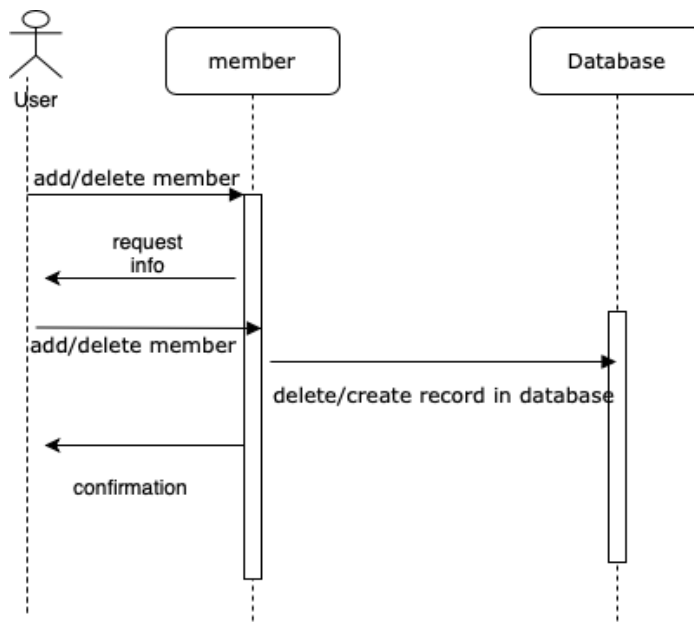 member
Database
User
add/delete member
request
info
add/delete member
delete/create record in database
confirmation